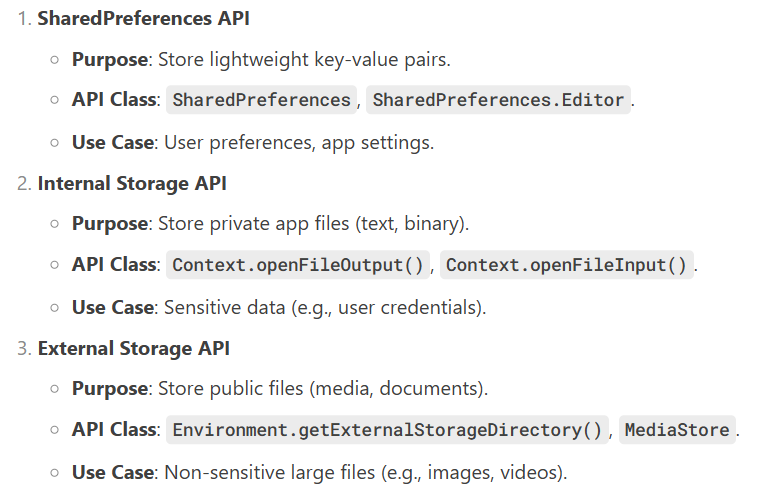 1. SharedPreferences API
○ Purpose: Store lightweight key-value pairs.
○ API Class: SharedPreferences, SharedPreferences.Editor.
○ Use Case: User preferences, app settings.
2. Internal Storage API
○ Purpose: Store private app files (text, binary).
○ API Class: Context.openFileOutput(), Context.openFileInput().
○ Use Case: Sensitive data (e.g., user credentials).
3. External Storage API
○ Purpose: Store public files (media, documents).
○ API Class: Environment.getExternalStorageDirectory(), MediaStore.
○ Use Case: Non-sensitive large files (e.g., images, videos).